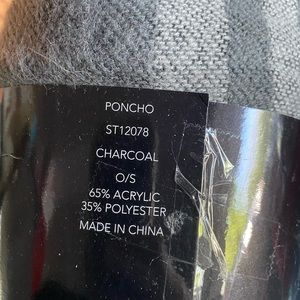 PONCHO
ST12078
CHARCOAL
O/S
65% ACRYLIC
35% POLYESTER
MADE IN CHINA